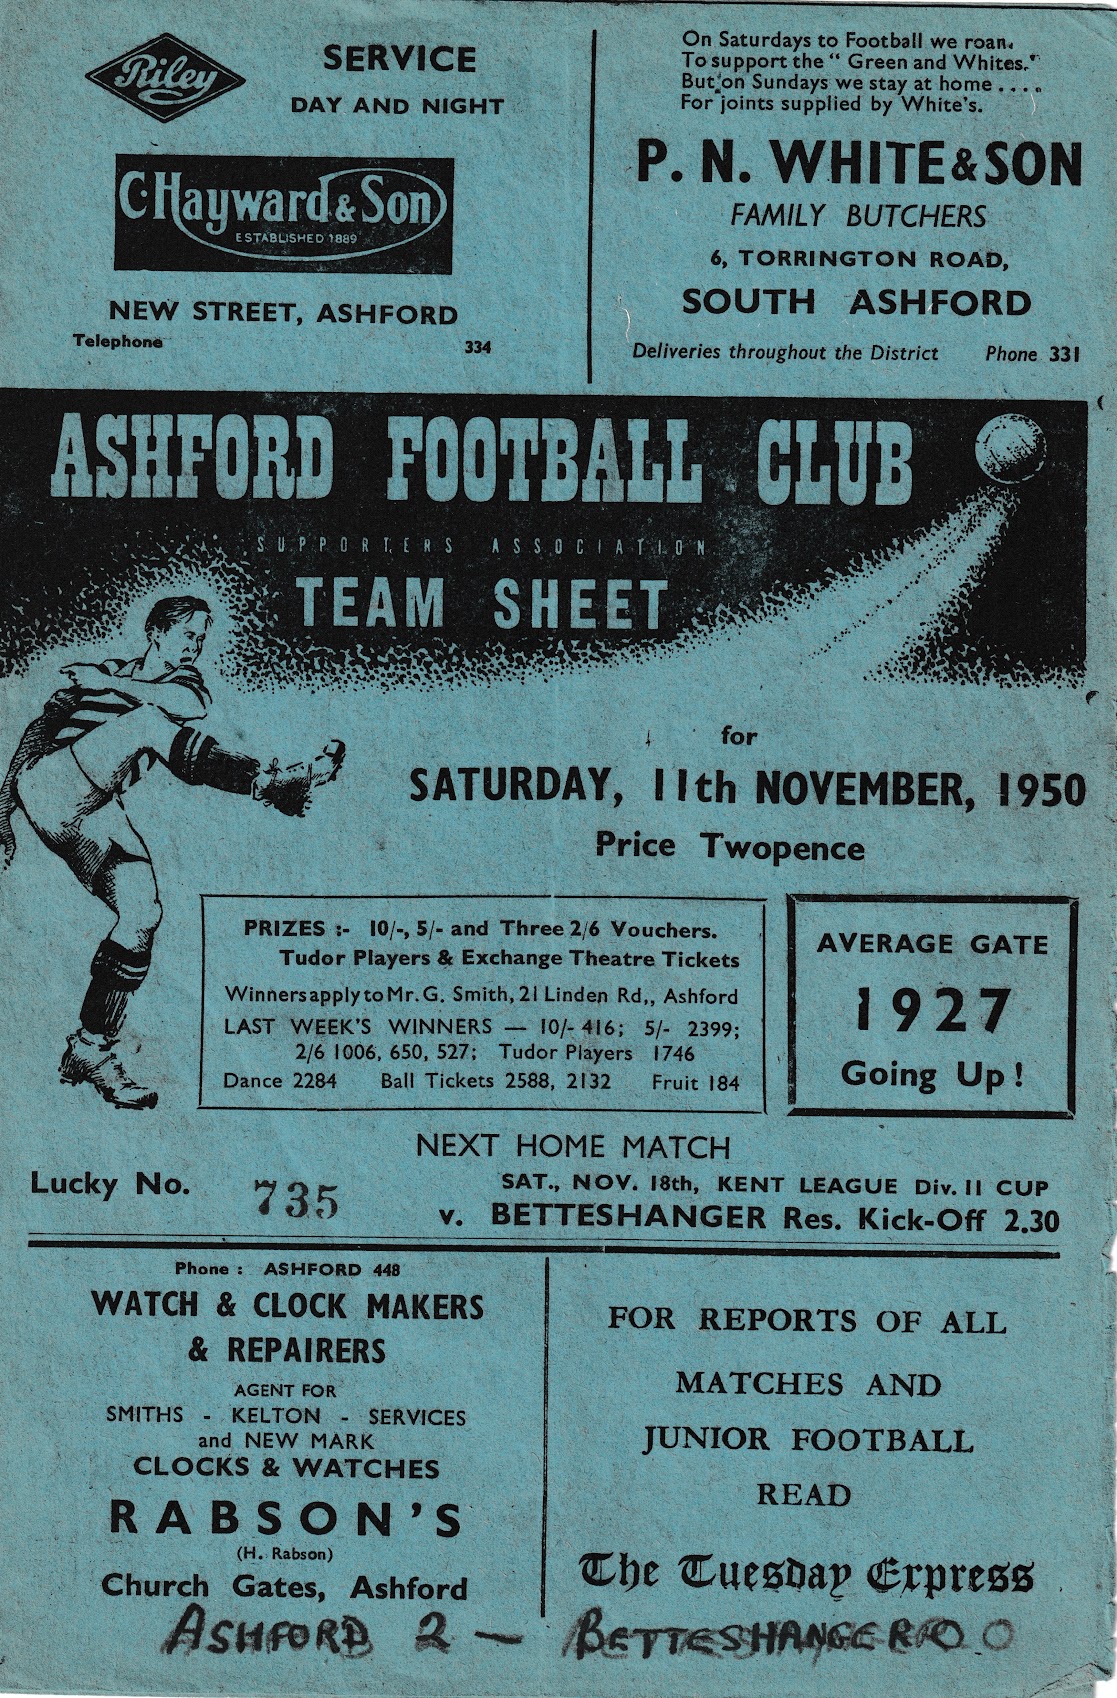 Riley
SERVICE
DAY AND NIGHT
C. Hayward & Son
ESTABLISHED 1889
NEW STREET, ASHFORD
Telephone 334
On Saturdays to Football we roan.
To support the " Green and Whites."
But on Sundays we stay at home ....
For joints supplied by White's.
P. N. WHITE & SON
FAMILY BUTCHERS
6, TORRINGTON ROAD,
SOUTH ASHFORD
Deliveries throughout the District Phone 331
ASHFORD FOOTBALL CLUB
SUPPORTERS ASSOCIATION
TEAM SHEET
for
SATURDAY, 11th NOVEMBER, 1950
Price Twopence
PRIZES :- 10/-, 5/- and Three 2/6 Vouchers.
Tudor Players & Exchange Theatre Tickets
Winners apply to Mr. G. Smith, 21 Linden Rd,, Ashford
LAST WEEK'S WINNERS — 10/- 416; 5/- 2399;
2/6 1006, 650, 527; Tudor Players 1746
Dance 2284 Ball Tickets 2588, 2132 Fruit 184
AVERAGE GATE
1927
Going Up !
NEXT HOME MATCH
Lucky No. 735
SAT., NOV. 18th, KENT LEAGUE Div. II CUP
v. BETTESHANGER Res. Kick-Off 2.30
Phone : ASHFORD 448
WATCH & CLOCK MAKERS
& REPAIRERS
AGENT FOR
SMITHS - KELTON - SERVICES
and NEW MARK
CLOCKS & WATCHES
RABSON'S
(H. Rabson)
Church Gates, Ashford
FOR REPORTS OF ALL
MATCHES AND
JUNIOR FOOTBALL
READ
The Tuesday Express
ASHFORD 2 — BETTESHANGER 0